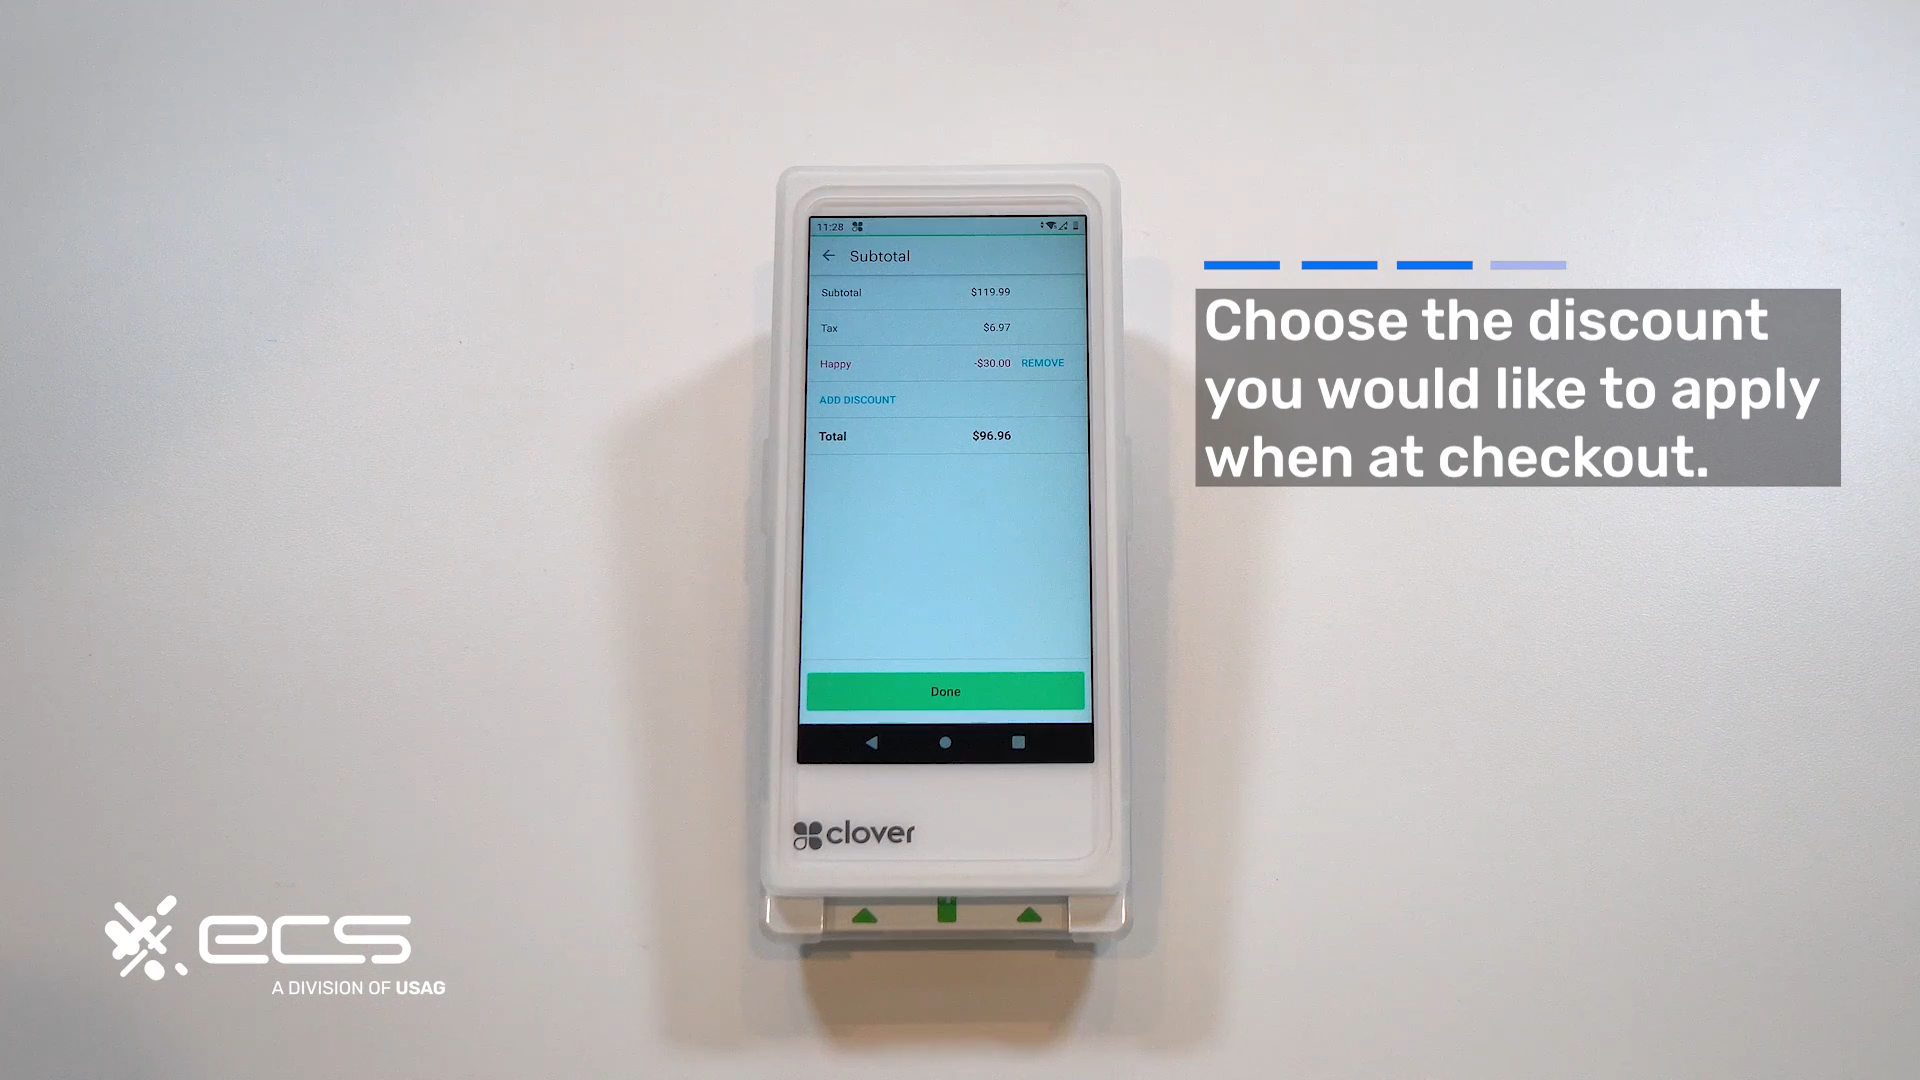 11:28
Subtotal
Subtotal $119.99
Tax $6.97
Happy -$30.00 REMOVE
ADD DISCOUNT
Total $96.96
Done
clover
Choose the discount
you would like to apply
when at checkout.
ecs
A DIVISION OF USAG